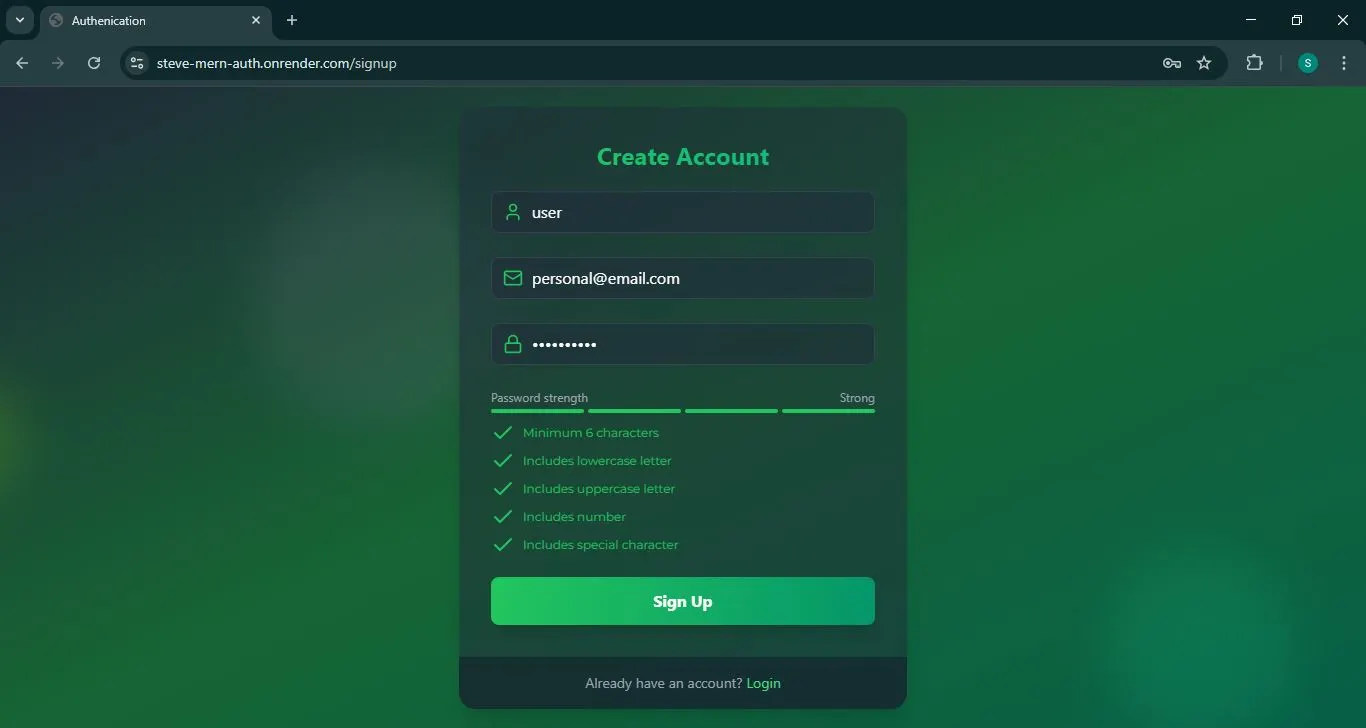 Authenication
steve-mern-auth.onrender.com/signup
S
Create Account
user
personal@email.com
••••••••••
Password strength Strong
Minimum 6 characters
Includes lowercase letter
Includes uppercase letter
Includes number
Includes special character
Sign Up
Already have an account? Login